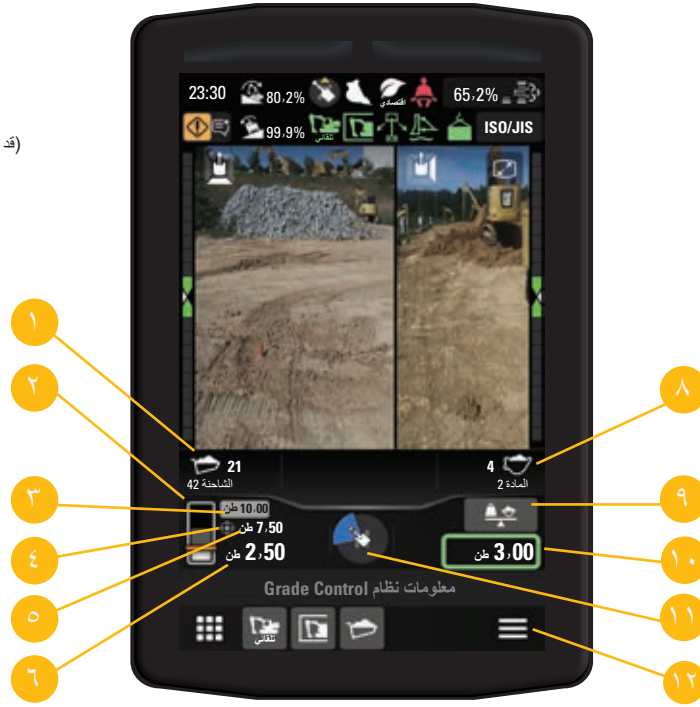 23:30 80,2% اقتصادي 65,2%
99,9% تلقائي ISO/JIS
(قد
١
21
الشاحنة 42
4
المادة 2
٨
٢
٣
10,00 طن
٩
٤
٥
7,50 طن
٦
2,50 طن
3,00 طن
١٠
١١
معلومات نظام Grade Control
تلقائي
١٢